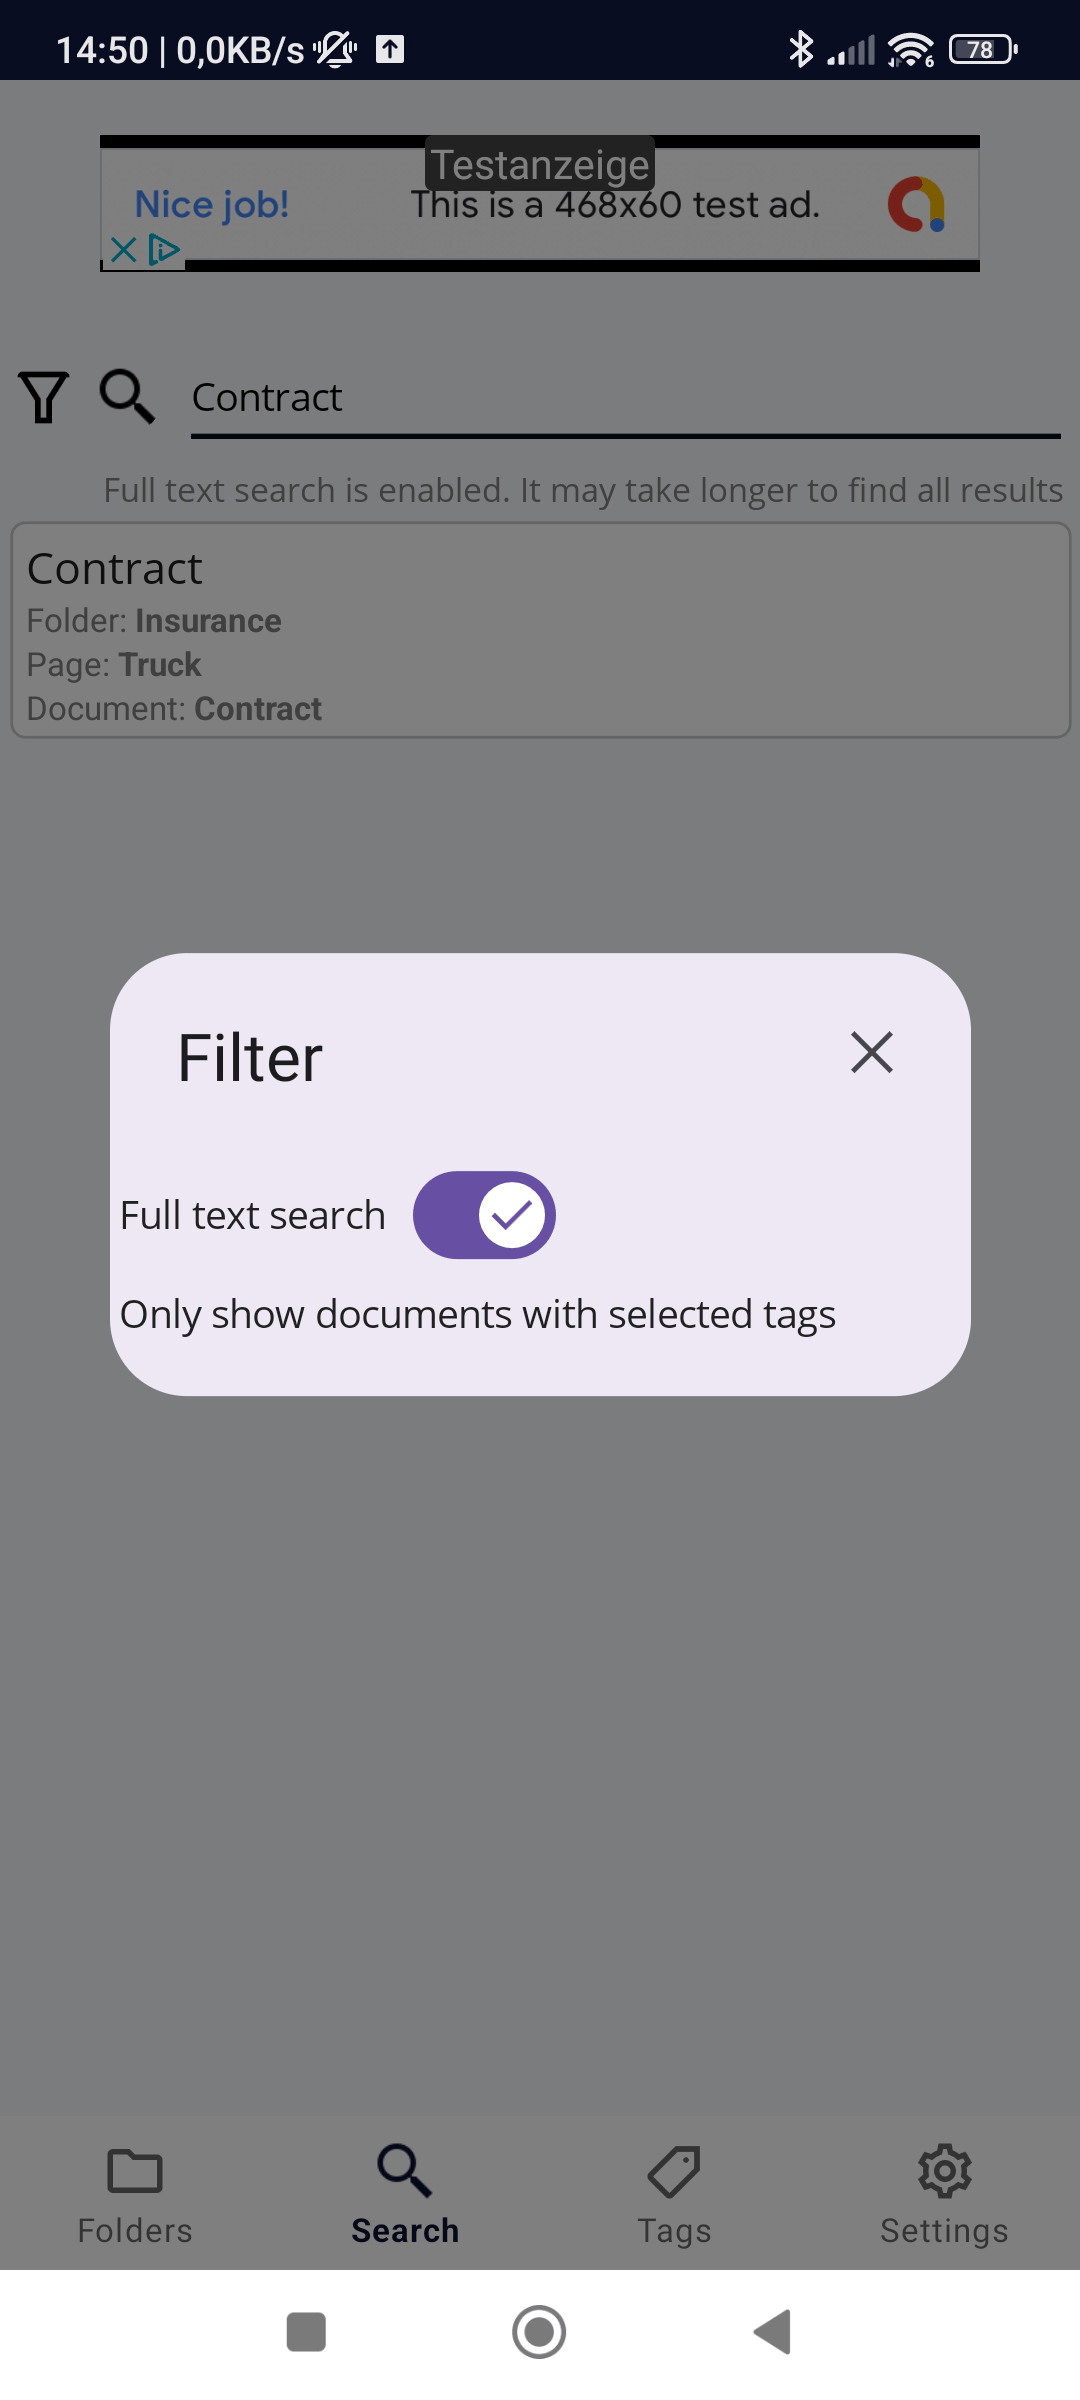 14:50 | 0,0KB/s
6
78
Testanzeige
Nice job!
This is a 468x60 test ad.
Contract
Full text search is enabled. It may take longer to find all results
Contract
Folder: Insurance
Page: Truck
Document: Contract
Filter
Full text search
Only show documents with selected tags
Folders
Search
Tags
Settings